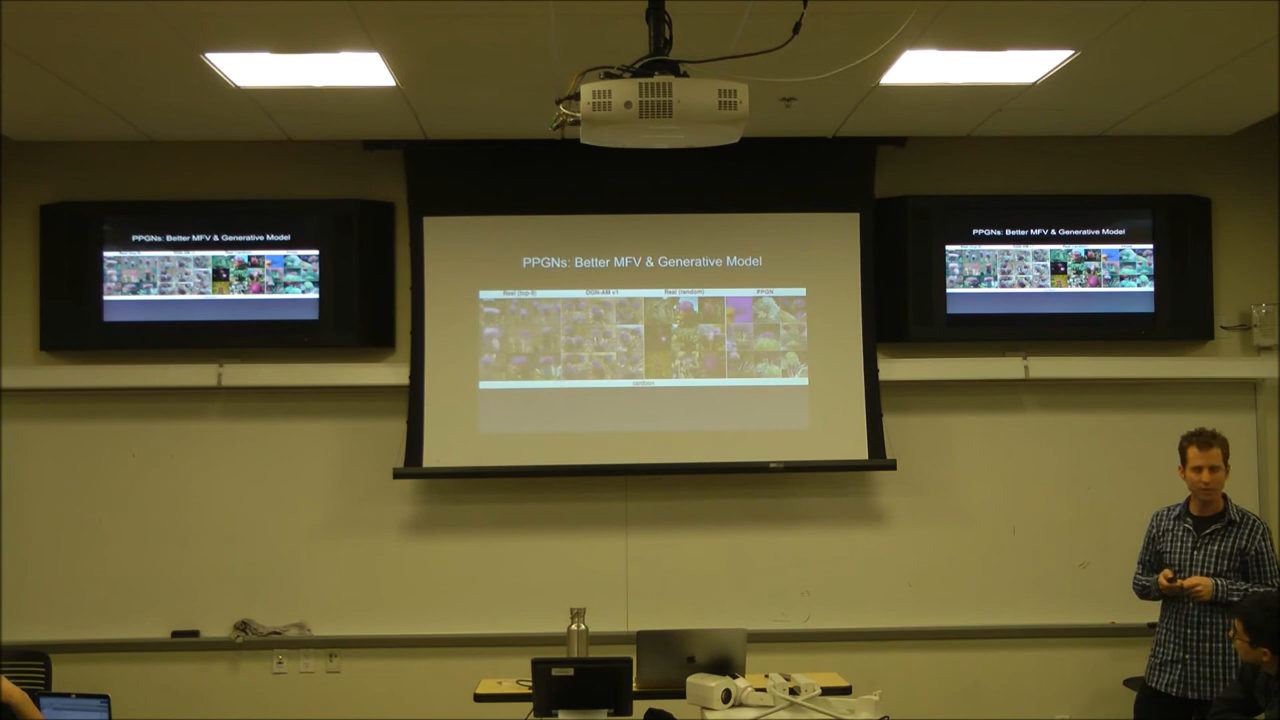 PPGNs: Better MFV & Generative Model
Real (top-9) DGN-AM v1 Real (random) PPGN
cardoon
PPGNs: Better MFV & Generative Model
PPGNs: Better MFV & Generative Model